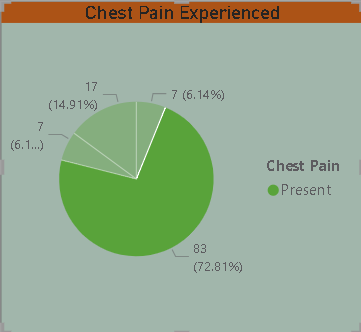 Chest Pain Experienced
17
(14.91%)
7 (6.14%)
7
(6.1...)
Chest Pain
Present
83
(72.81%)